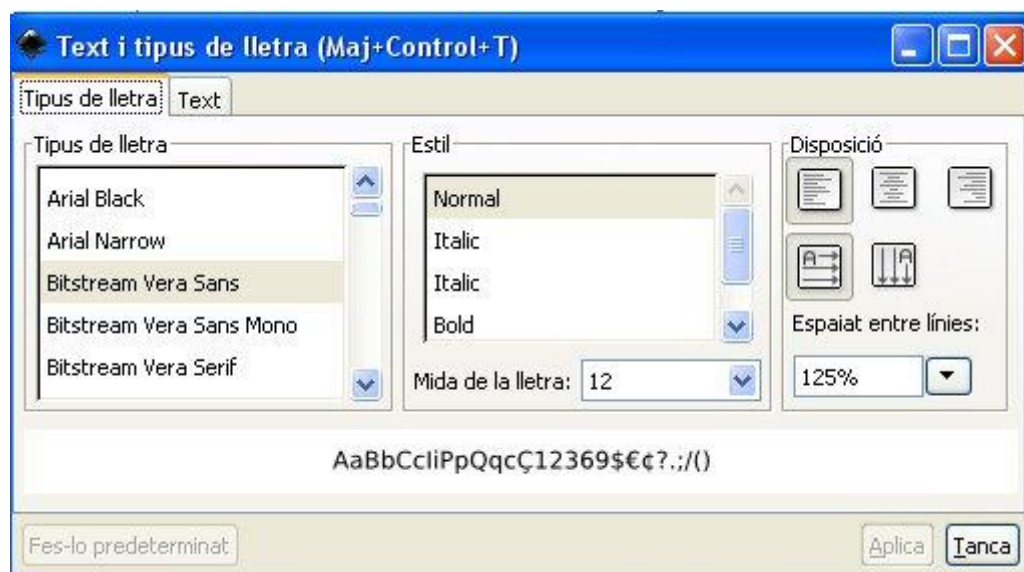 Text i tipus de lletra (Maj+Control+T)
Tipus de lletra
Text
Tipus de lletra
Arial Black
Arial Narrow
Bitstream Vera Sans
Bitstream Vera Sans Mono
Bitstream Vera Serif
Estil
Normal
Italic
Italic
Bold
Mida de la lletra: 12
Disposició
Espaiat entre línies:
125%
AaBbCcIiPpQqcÇ12369$€¢?.;/()
Fes-lo predeterminat
Aplica
Tanca